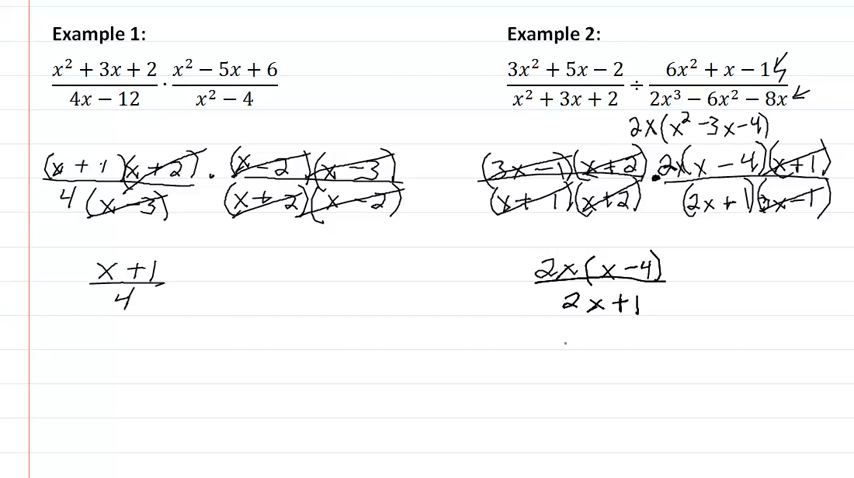 Example 1:
x² + 3x + 2 / 4x − 12 · x² − 5x + 6 / x² − 4
(x + 1)(x + 2) / 4(x − 3) · (x − 2)(x − 3) / (x + 2)(x − 2)
x + 1 / 4
Example 2:
3x² + 5x − 2 / x² + 3x + 2 ÷ 6x² + x − 1 / 2x³ − 6x² − 8x
2x(x² − 3x − 4)
(3x − 1)(x + 2) / (x + 1)(x + 2) · 2x(x − 4)(x + 1) / (2x + 1)(3x − 1)
2x(x − 4) / 2x + 1